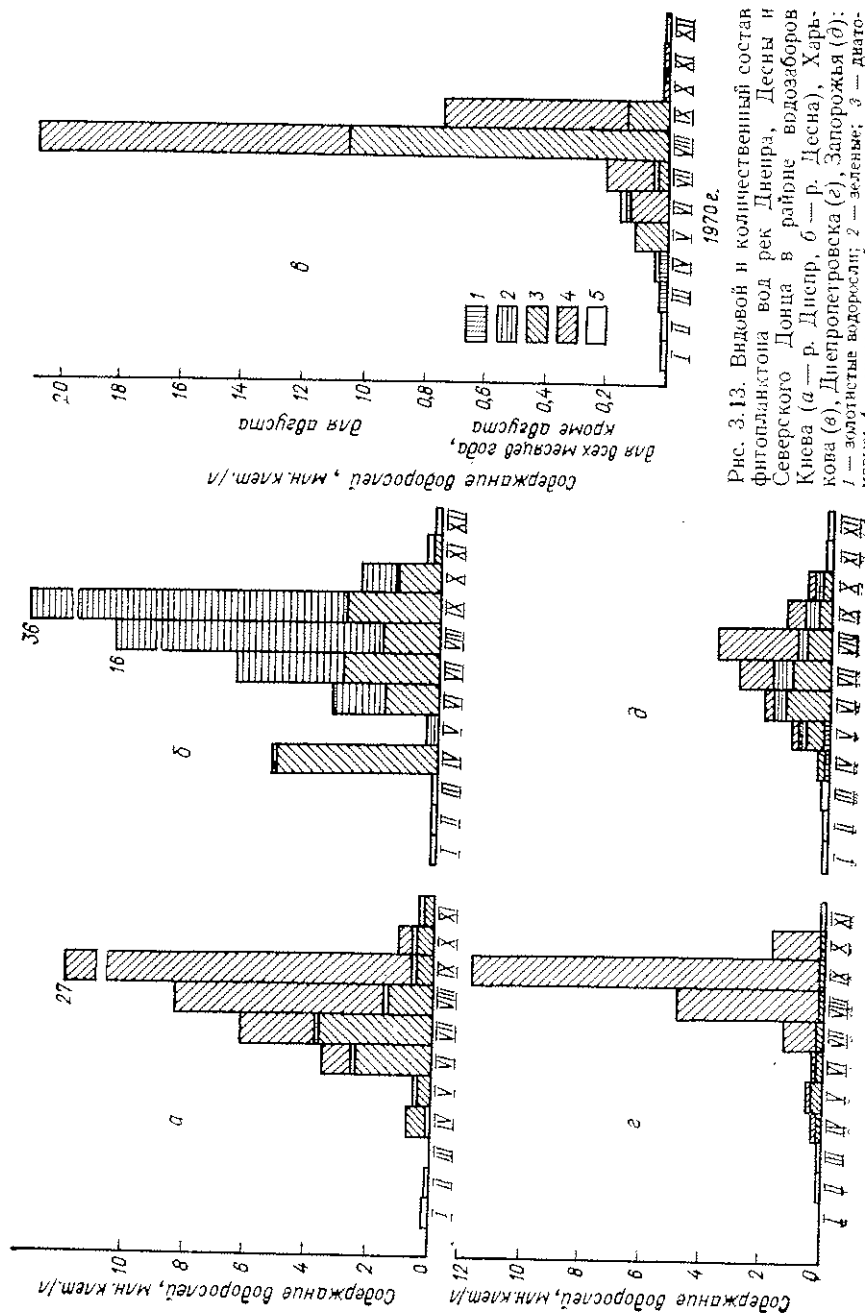 Содержание водорослей, млн.клет./л
10
8
6
4
2
0
а
27
I II III IV V VI VII VIII IX X XI
б
16
36
I II III IV V VI VII VIII IX X XI XII
Содержание водорослей, млн.клет./л
12
10
8
6
4
2
0
г
I II III IV V VI VII VIII IX X XI
д
I II III IV V VI VII VIII IX X XI XII
Содержание водорослей, млн.клет./л
для всех месяцев года,
кроме августа
для августа
20
18
16
14
12
0,8
0,6
0,4
0,2
в
1
2
3
4
5
I II III IV V VI VII VIII IX X XI XII
1970 г.
Рис. 3.13. Видовой и количественный состав
фитопланктона вод рек Днепра, Десны и
Северского Донца в районе водозаборов
Киева (а — р. Днепр, б — р. Десна), Харь-
кова (в), Днепропетровска (г), Запорожья (д):
1 — золотистые водоросли; 2 — зеленые; 3 — диато-